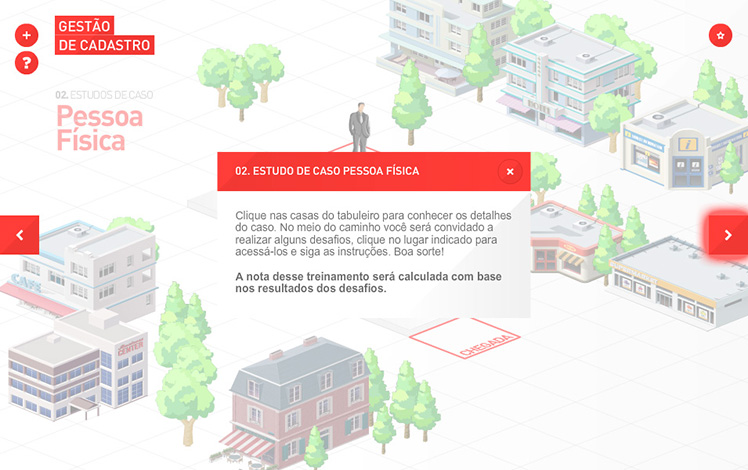 +
GESTÃO
DE CADASTRO
?
02. ESTUDOS DE CASO
Pessoa
Física
02. ESTUDO DE CASO PESSOA FÍSICA
Clique nas casas do tabuleiro para conhecer os detalhes
do caso. No meio do caminho você será convidado a
realizar alguns desafios, clique no lugar indicado para
acessá-los e siga as instruções. Boa sorte!
A nota desse treinamento será calculada com base
nos resultados dos desafios.
HOTEL
CAFÉ
CENTER
CHEGADA